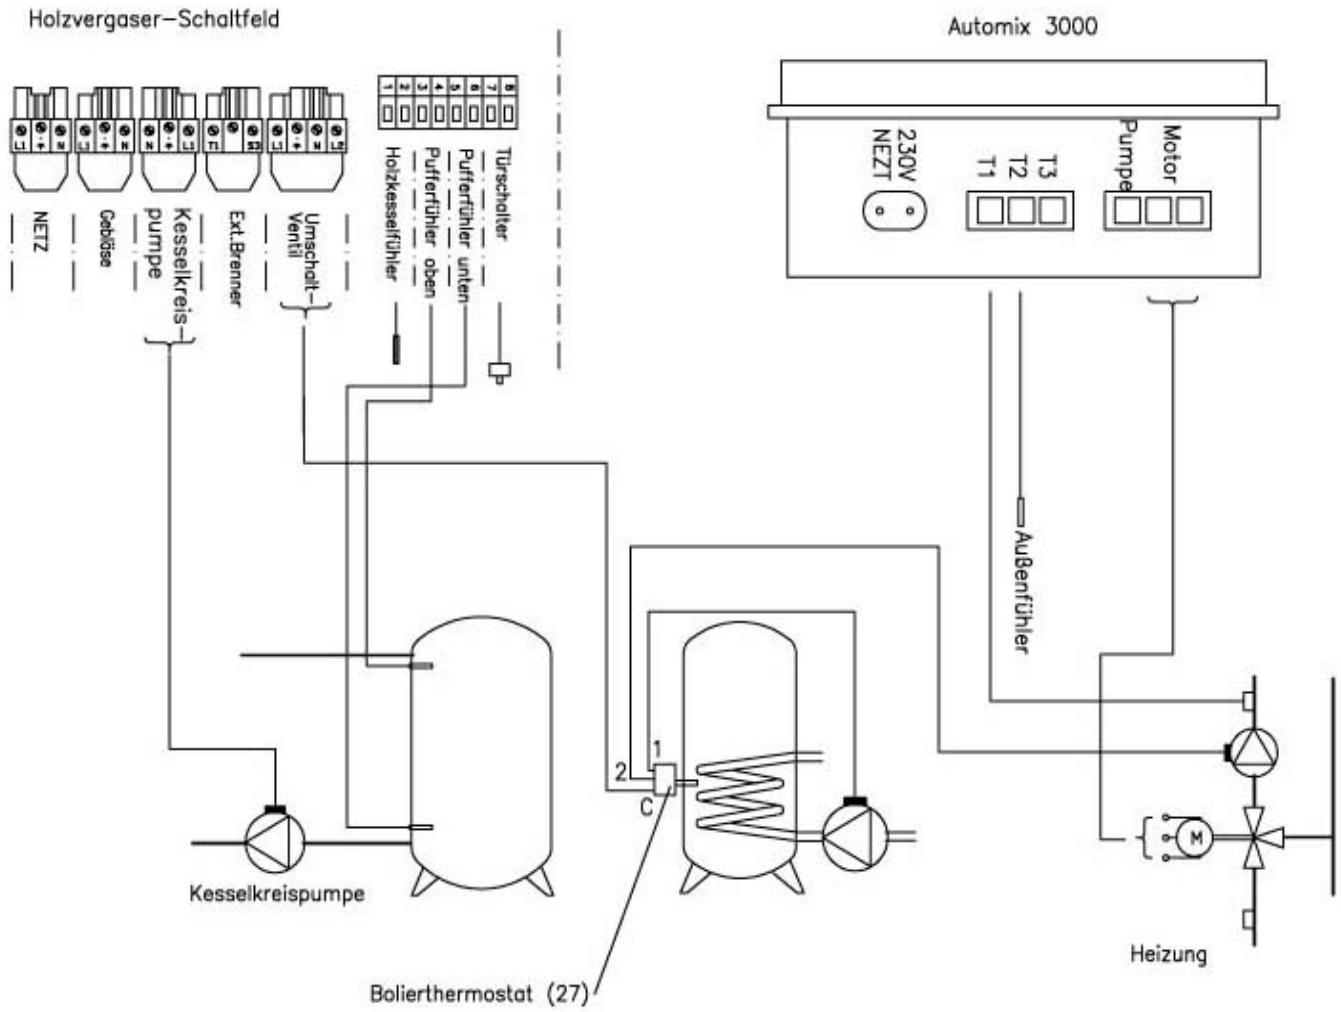 Holzvergaser-Schaltfeld
Automix 3000
1 2 3 4 5 6 7 8
L1 N
L1 N
N L1
T1 S3
L1 N L2
NETZ
Gebläse
Kesselkreis-
pumpe
Ext.Brenner
Umschalt-
Ventil
Holzkesselfühler
Pufferfühler oben
Pufferfühler unten
Türschalter
230V
NEZT
T1
T2
T3
Pumpe
Motor
Außenfühler
1
2
C
M
Kesselkreispumpe
Heizung
Bolierthermostat (27)